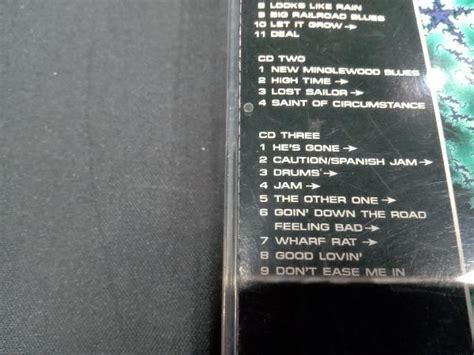 8 LOOKS LIKE RAIN
9 BIG RAILROAD BLUES
10 LET IT GROW→
11 DEAL
CD TWO
1 NEW MINGLEWOOD BLUES
2 HIGH TIME→
3 LOST SAILOR→
4 SAINT OF CIRCUMSTANCE
CD THREE
1 HE'S GONE→
2 CAUTION/SPANISH JAM→
3 DRUMS→
4 JAM→
5 THE OTHER ONE→
6 GOIN' DOWN THE ROAD
FEELING BAD→
7 WHARF RAT→
8 GOOD LOVIN'
9 DON'T EASE ME IN